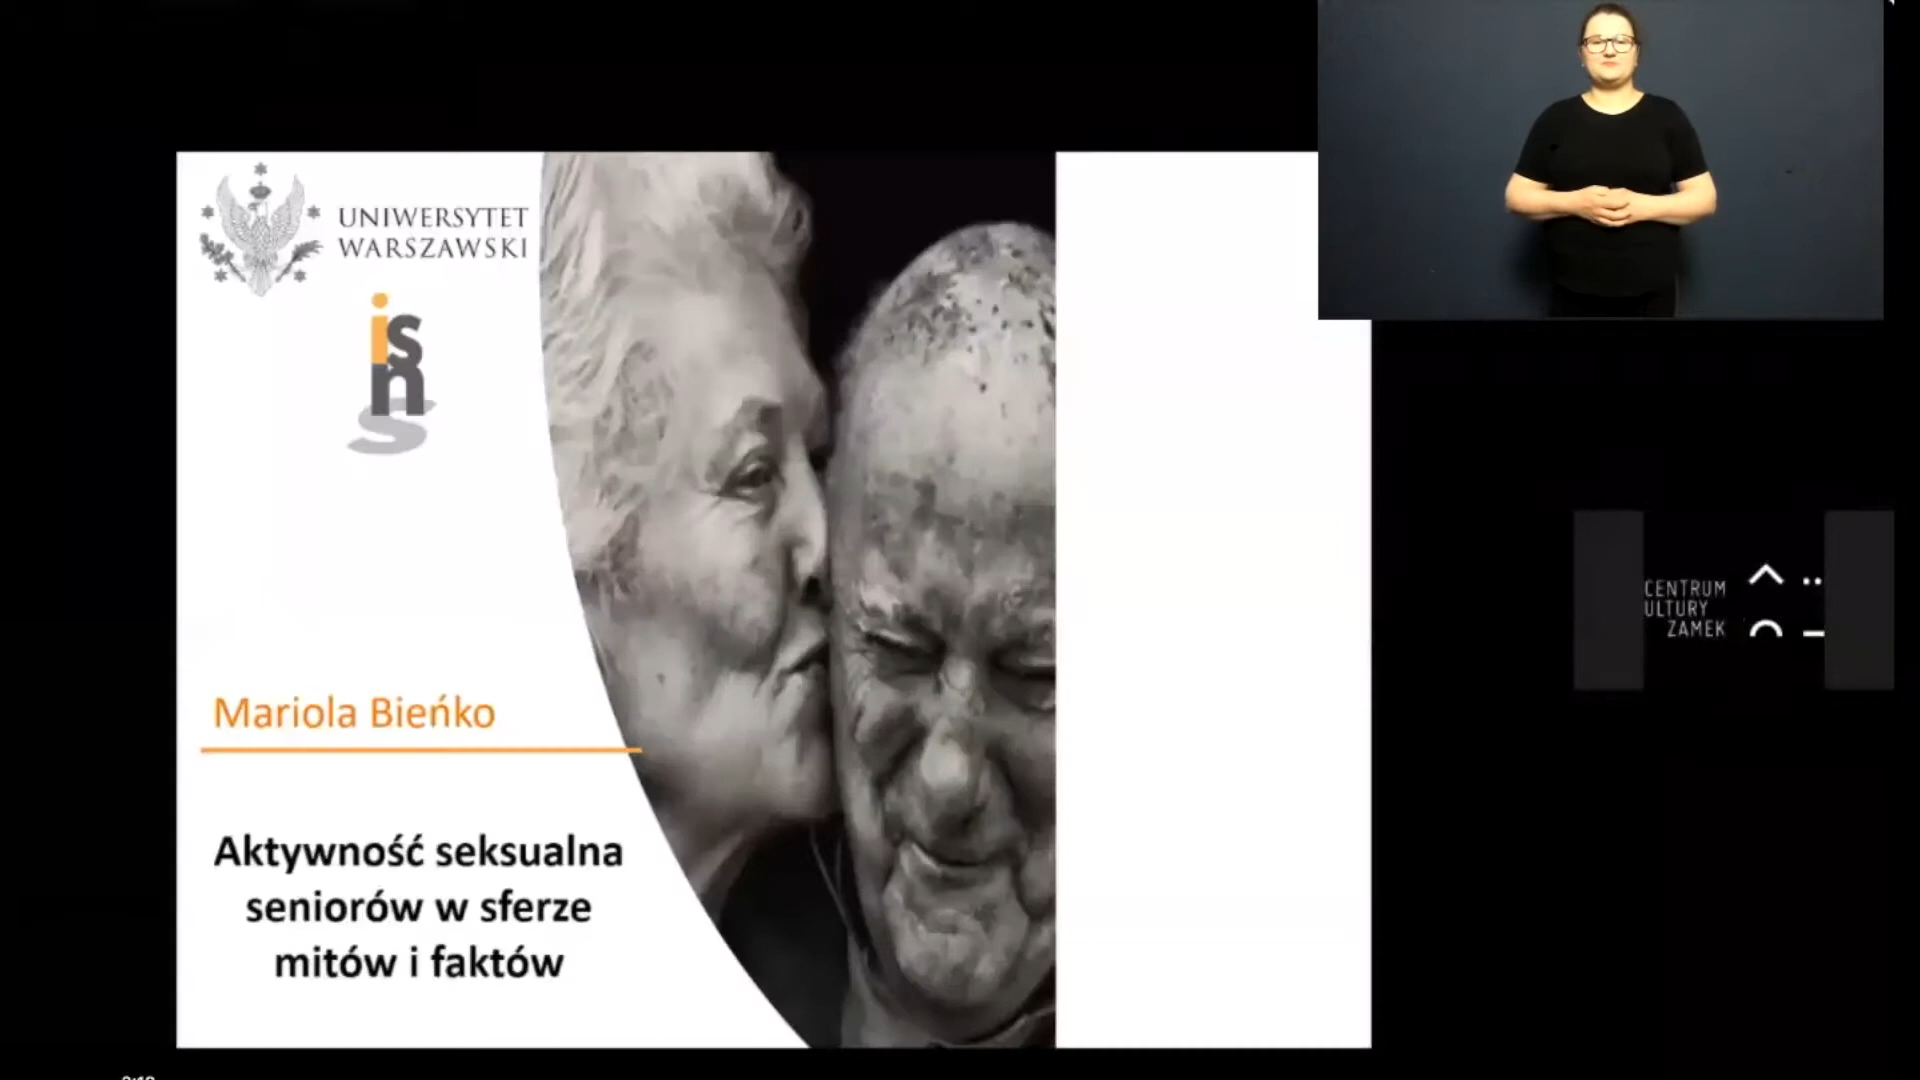 UNIWERSYTET
WARSZAWSKI
isns
Mariola Bieńko
Aktywność seksualna
seniorów w sferze
mitów i faktów
CENTRUM
ULTURY
ZAMEK